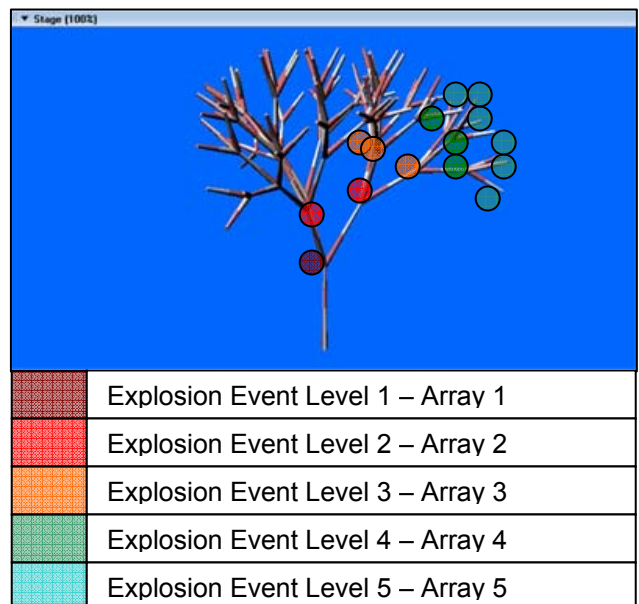 ▼ Stage (100%)
Explosion Event Level 1 – Array 1
Explosion Event Level 2 – Array 2
Explosion Event Level 3 – Array 3
Explosion Event Level 4 – Array 4
Explosion Event Level 5 – Array 5